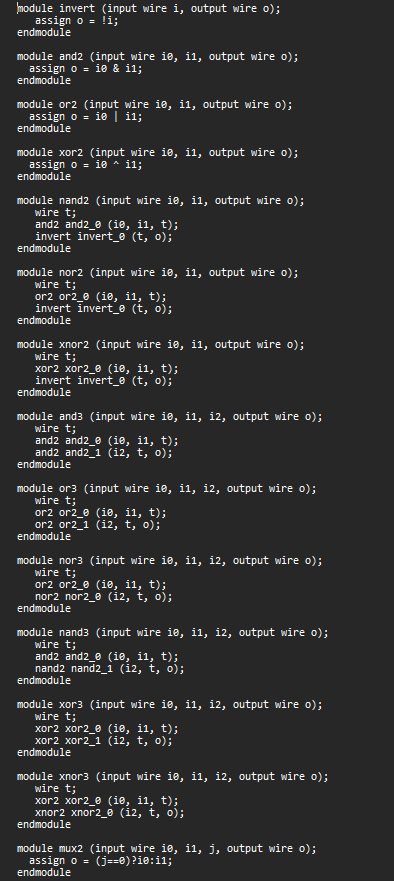 module invert (input wire i, output wire o);
   assign o = !i;
endmodule

module and2 (input wire i0, i1, output wire o);
  assign o = i0 & i1;
endmodule

module or2 (input wire i0, i1, output wire o);
  assign o = i0 | i1;
endmodule

module xor2 (input wire i0, i1, output wire o);
  assign o = i0 ^ i1;
endmodule

module nand2 (input wire i0, i1, output wire o);
   wire t;
   and2 and2_0 (i0, i1, t);
   invert invert_0 (t, o);
endmodule

module nor2 (input wire i0, i1, output wire o);
   wire t;
   or2 or2_0 (i0, i1, t);
   invert invert_0 (t, o);
endmodule

module xnor2 (input wire i0, i1, output wire o);
   wire t;
   xor2 xor2_0 (i0, i1, t);
   invert invert_0 (t, o);
endmodule

module and3 (input wire i0, i1, i2, output wire o);
   wire t;
   and2 and2_0 (i0, i1, t);
   and2 and2_1 (i2, t, o);
endmodule

module or3 (input wire i0, i1, i2, output wire o);
   wire t;
   or2 or2_0 (i0, i1, t);
   or2 or2_1 (i2, t, o);
endmodule

module nor3 (input wire i0, i1, i2, output wire o);
   wire t;
   or2 or2_0 (i0, i1, t);
   nor2 nor2_0 (i2, t, o);
endmodule

module nand3 (input wire i0, i1, i2, output wire o);
   wire t;
   and2 and2_0 (i0, i1, t);
   nand2 nand2_1 (i2, t, o);
endmodule

module xor3 (input wire i0, i1, i2, output wire o);
   wire t;
   xor2 xor2_0 (i0, i1, t);
   xor2 xor2_1 (i2, t, o);
endmodule

module xnor3 (input wire i0, i1, i2, output wire o);
   wire t;
   xor2 xor2_0 (i0, i1, t);
   xnor2 xnor2_0 (i2, t, o);
endmodule

module mux2 (input wire i0, i1, j, output wire o);
  assign o = (j==0)?i0:i1;
endmodule